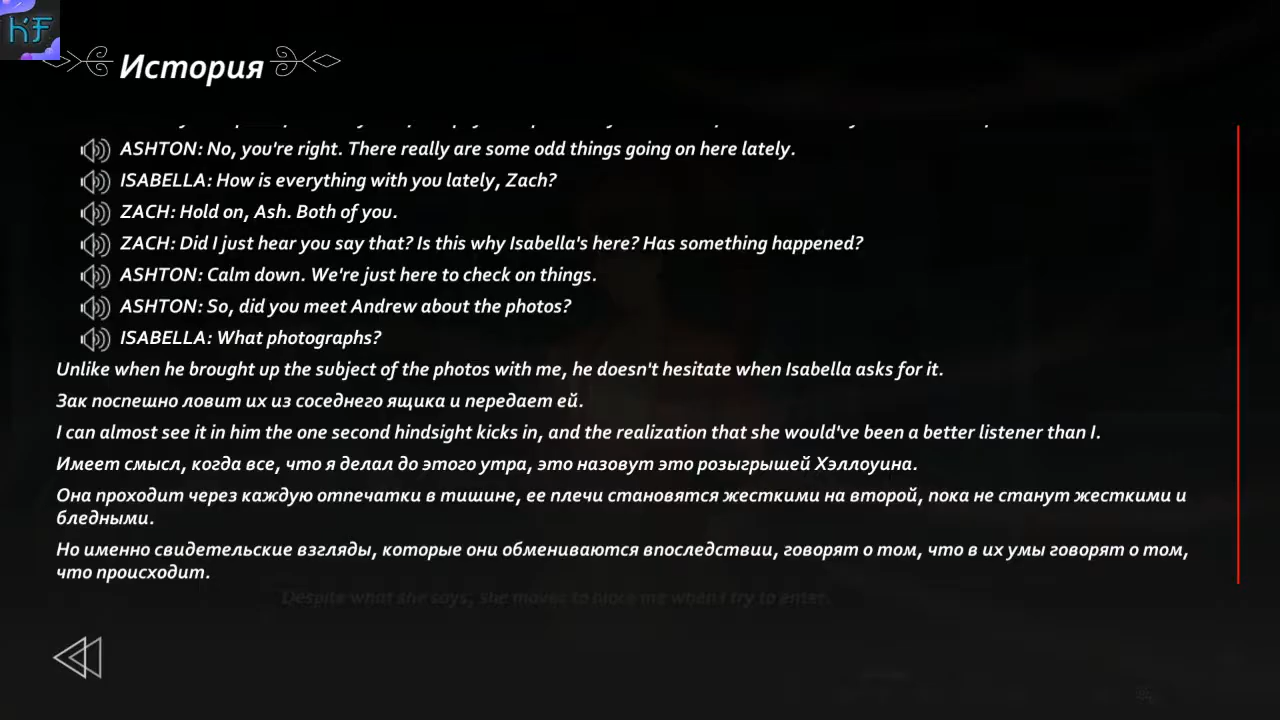 История
ASHTON: No, you're right. There really are some odd things going on here lately.
ISABELLA: How is everything with you lately, Zach?
ZACH: Hold on, Ash. Both of you.
ZACH: Did I just hear you say that? Is this why Isabella's here? Has something happened?
ASHTON: Calm down. We're just here to check on things.
ASHTON: So, did you meet Andrew about the photos?
ISABELLA: What photographs?
Unlike when he brought up the subject of the photos with me, he doesn't hesitate when Isabella asks for it.
Зак поспешно ловит их из соседнего ящика и передает ей.
I can almost see it in him the one second hindsight kicks in, and the realization that she would've been a better listener than I.
Имеет смысл, когда все, что я делал до этого утра, это назовут это розыгрышей Хэллоуина.
Она проходит через каждую отпечатки в тишине, ее плечи становятся жесткими на второй, пока не станут жесткими и
бледными.
Но именно свидетельские взгляды, которые они обмениваются впоследствии, говорят о том, что в их умы говорят о том,
что происходит.
Despite what she says, she moves to block me when I try to enter.